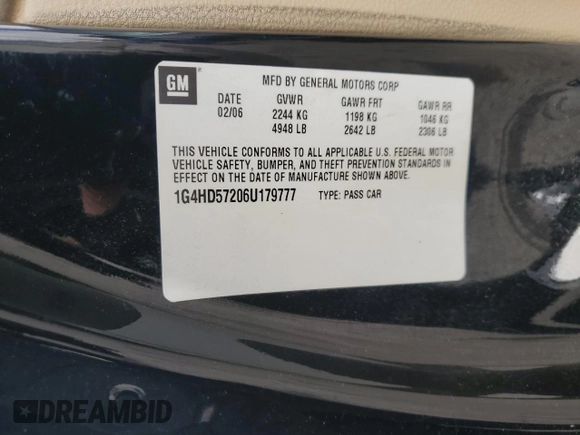 GM
MFD BY GENERAL MOTORS CORP
DATE GVWR GAWR FRT GAWR RR
02/06 2244 KG 1198 KG 1046 KG
4948 LB 2642 LB 2306 LB
THIS VEHICLE CONFORMS TO ALL APPLICABLE U.S. FEDERAL MOTOR
VEHICLE SAFETY, BUMPER, AND THEFT PREVENTION STANDARDS IN
EFFECT ON THE DATE OF MANUFACTURE SHOWN ABOVE.
1G4HD57206U179777 TYPE: PASS CAR
DREAMBID